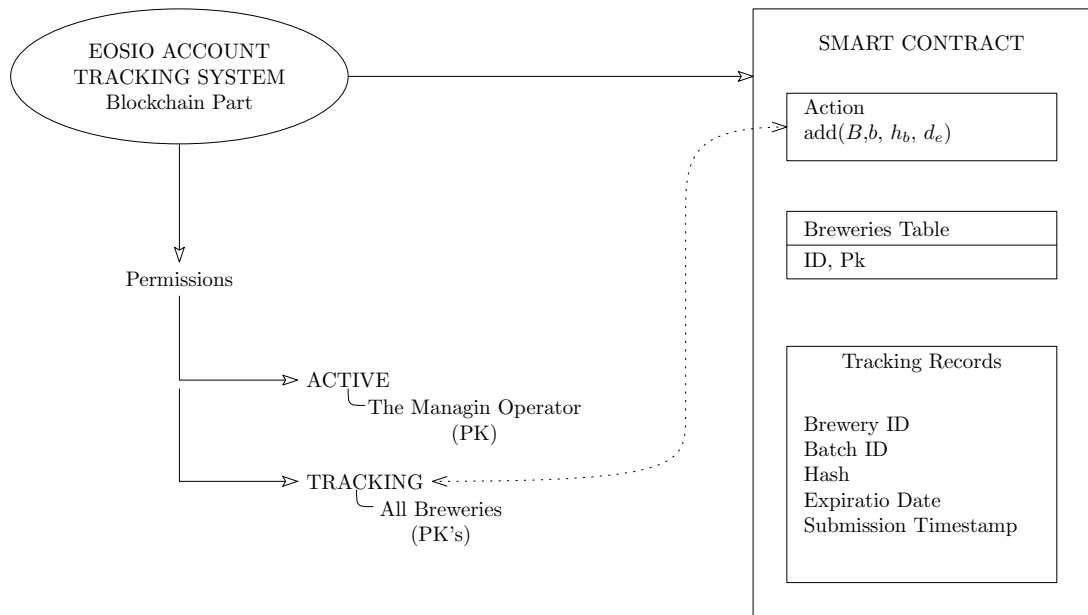 EOSIO ACCOUNT
TRACKING SYSTEM
Blockchain Part
Permissions
ACTIVE
The Managin Operator
(PK)
TRACKING
All Breweries
(PK's)
SMART CONTRACT
Action
add(B,b, h_b, d_e)
Breweries Table
ID, Pk
Tracking Records
Brewery ID
Batch ID
Hash
Expiratio Date
Submission Timestamp